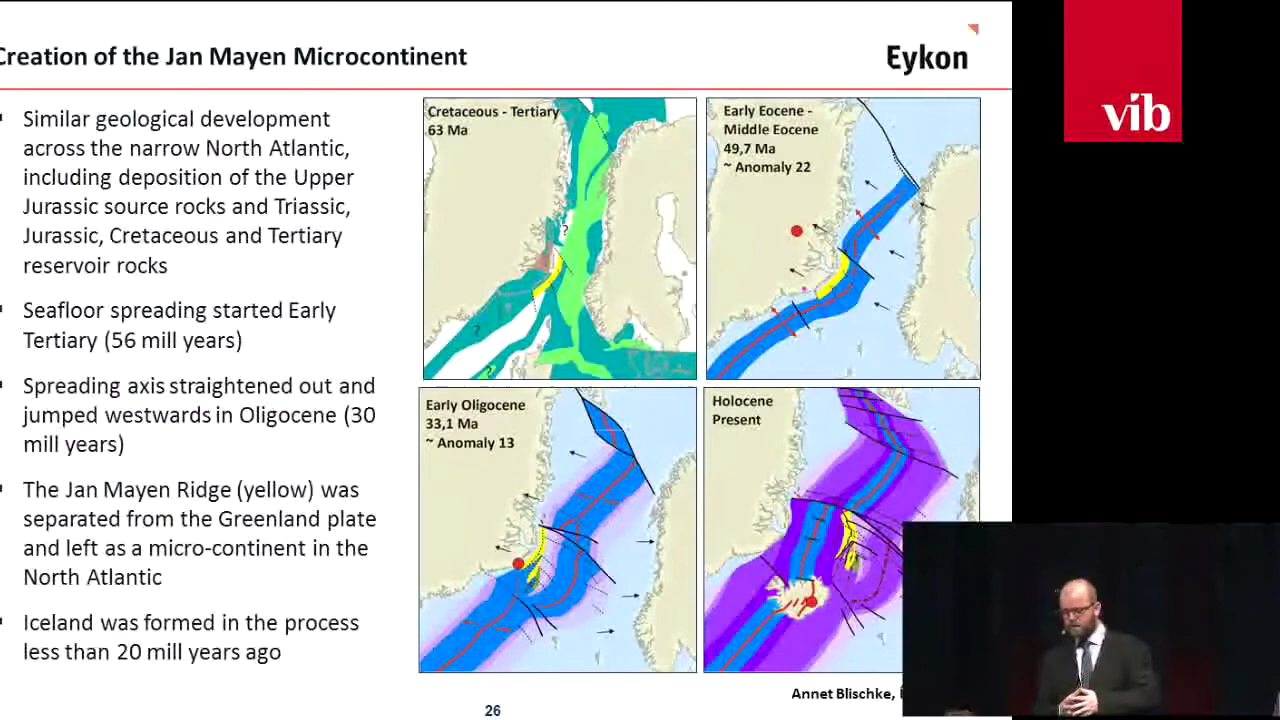 Creation of the Jan Mayen Microcontinent
Eykon
vib
Similar geological development
across the narrow North Atlantic,
including deposition of the Upper
Jurassic source rocks and Triassic,
Jurassic, Cretaceous and Tertiary
reservoir rocks
Seafloor spreading started Early
Tertiary (56 mill years)
Spreading axis straightened out and
jumped westwards in Oligocene (30
mill years)
The Jan Mayen Ridge (yellow) was
separated from the Greenland plate
and left as a micro-continent in the
North Atlantic
Iceland was formed in the process
less than 20 mill years ago
Cretaceous - Tertiary
63 Ma
?
?
?
Early Eocene -
Middle Eocene
49,7 Ma
~ Anomaly 22
Early Oligocene
33,1 Ma
~ Anomaly 13
Holocene
Present
Annet Blischke,
26